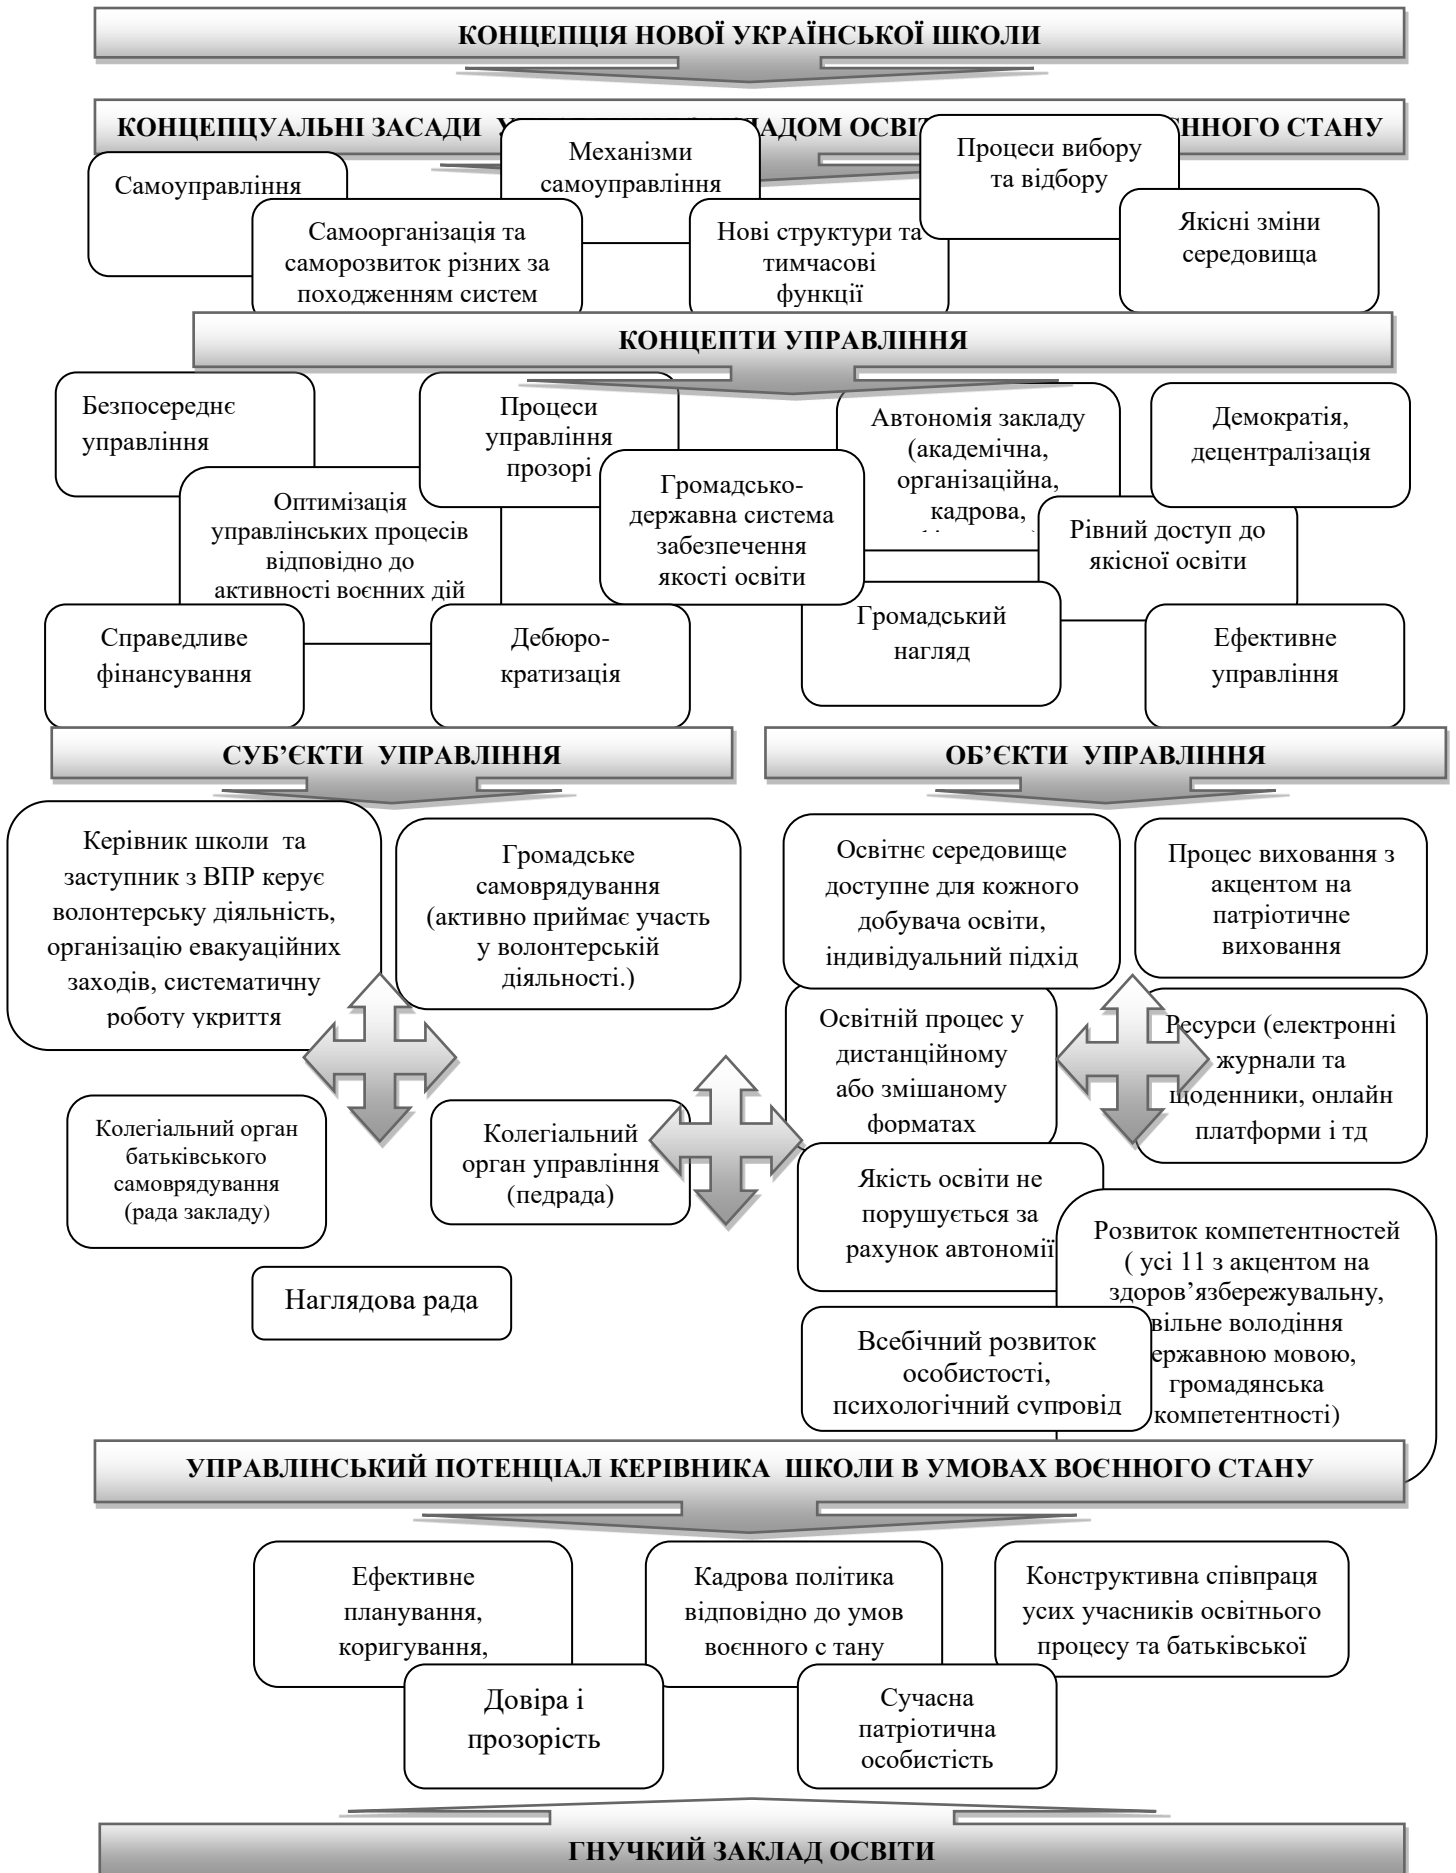 КОНЦЕПЦІЯ НОВОЇ УКРАЇНСЬКОЇ ШКОЛИ
КОНЦЕПЦУАЛЬНІ ЗАСАДИ ОСВІТ ЕННОГО СТАНУ
Самоуправління
Механізми
самоуправління
Процеси вибору
та відбору
Самоорганізація та
саморозвиток різних за
походженням систем
Нові структури та
тимчасові
функції
Якісні зміни
середовища
КОНЦЕПТИ УПРАВЛІННЯ
Безпосереднє
управління
Процеси
управління
прозорі
Автономія закладу
(академічна,
організаційна,
кадрова,
Демократія,
децентралізація
Оптимізація
управлінських процесів
відповідно до
активності воєнних дій
Громадсько-
державна система
забезпечення
якості освіти
Рівний доступ до
якісної освіти
Справедливе
фінансування
Дебюро-
кратизація
Громадський
нагляд
Ефективне
управління
СУБ’ЄКТИ УПРАВЛІННЯ
Керівник школи та
заступник з ВПР керує
волонтерську діяльність,
організацію евакуаційних
заходів, систематичну
роботу укриття
Громадське
самоврядування
(активно приймає участь
у волонтерській
діяльності.)
Колегіальний орган
батьківського
самоврядування
(рада закладу)
Колегіальний
орган управління
(педрада)
Наглядова рада
ОБ’ЄКТИ УПРАВЛІННЯ
Освітнє середовище
доступне для кожного
добувача освіти,
індивідуальний підхід
Процес виховання з
акцентом на
патріотичне
виховання
Освітній процес у
дистанційному
або змішаному
форматах
Ресурси (електронні
журнали та
щоденники, онлайн
платформи і тд
Якість освіти не
порушується за
рахунок автономії
Розвиток компетентностей
( усі 11 з акцентом на
здоров’язбережувальну,
вільне володіння
ержавною мовою,
громадянська
компетентності)
Всебічний розвиток
особистості,
психологічний супровід
УПРАВЛІНСЬКИЙ ПОТЕНЦІАЛ КЕРІВНИКА ШКОЛИ В УМОВАХ ВОЄННОГО СТАНУ
Ефективне
планування,
коригування,
Кадрова політика
відповідно до умов
воєнного с тану
Конструктивна співпраця
усих учасників освітнього
процесу та батьківської
Довіра і
прозорість
Сучасна
патріотична
особистість
ГНУЧКИЙ ЗАКЛАД ОСВІТИ